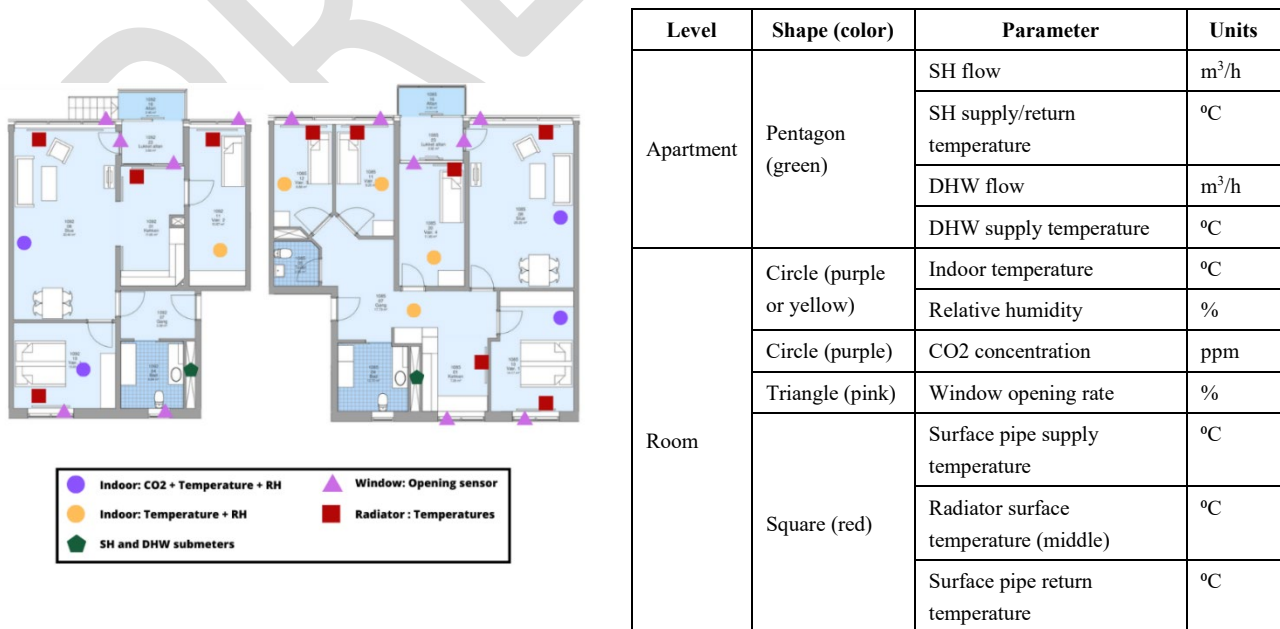 Level Shape (color) Parameter Units
Apartment
Pentagon
(green)
SH flow m³/h
SH supply/return
temperature
ºC
DHW flow m³/h
DHW supply temperature ºC
Room
Circle (purple
or yellow)
Indoor temperature ºC
Relative humidity %
Circle (purple) CO2 concentration ppm
Triangle (pink) Window opening rate %
Square (red)
Surface pipe supply
temperature
ºC
Radiator surface
temperature (middle)
ºC
Surface pipe return
temperature
ºC
Indoor: CO2 + Temperature + RH
Window: Opening sensor
Indoor: Temperature + RH
Radiator : Temperatures
SH and DHW submeters